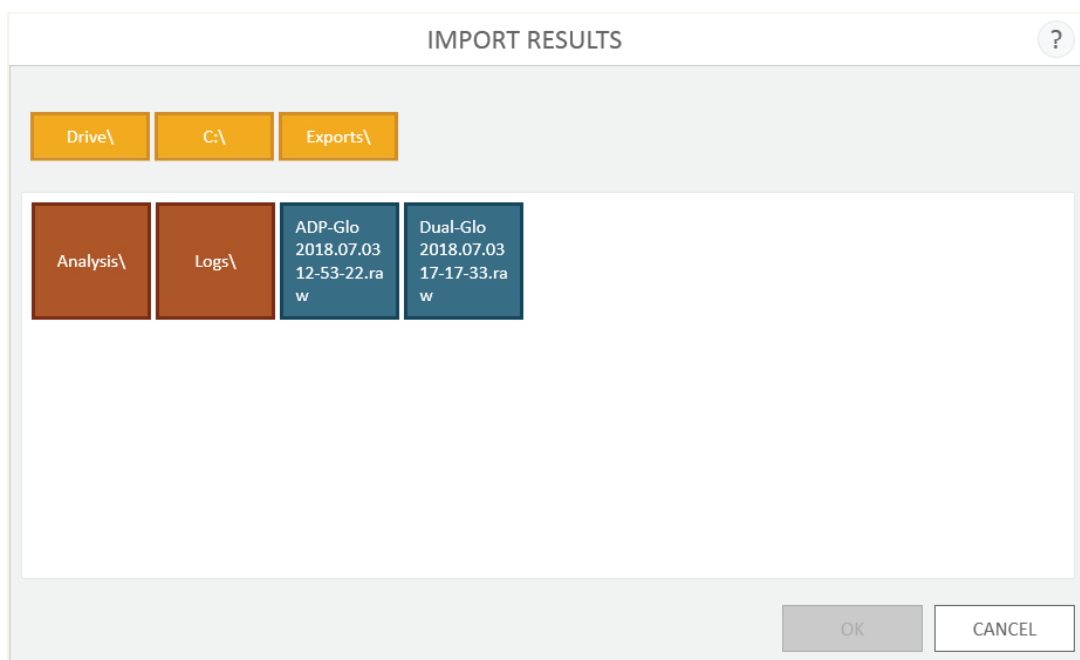 IMPORT RESULTS
?
Drive\
C:\
Exports\
Analysis\
Logs\
ADP-Glo
2018.07.03
12-53-22.ra
w
Dual-Glo
2018.07.03
17-17-33.ra
w
OK
CANCEL